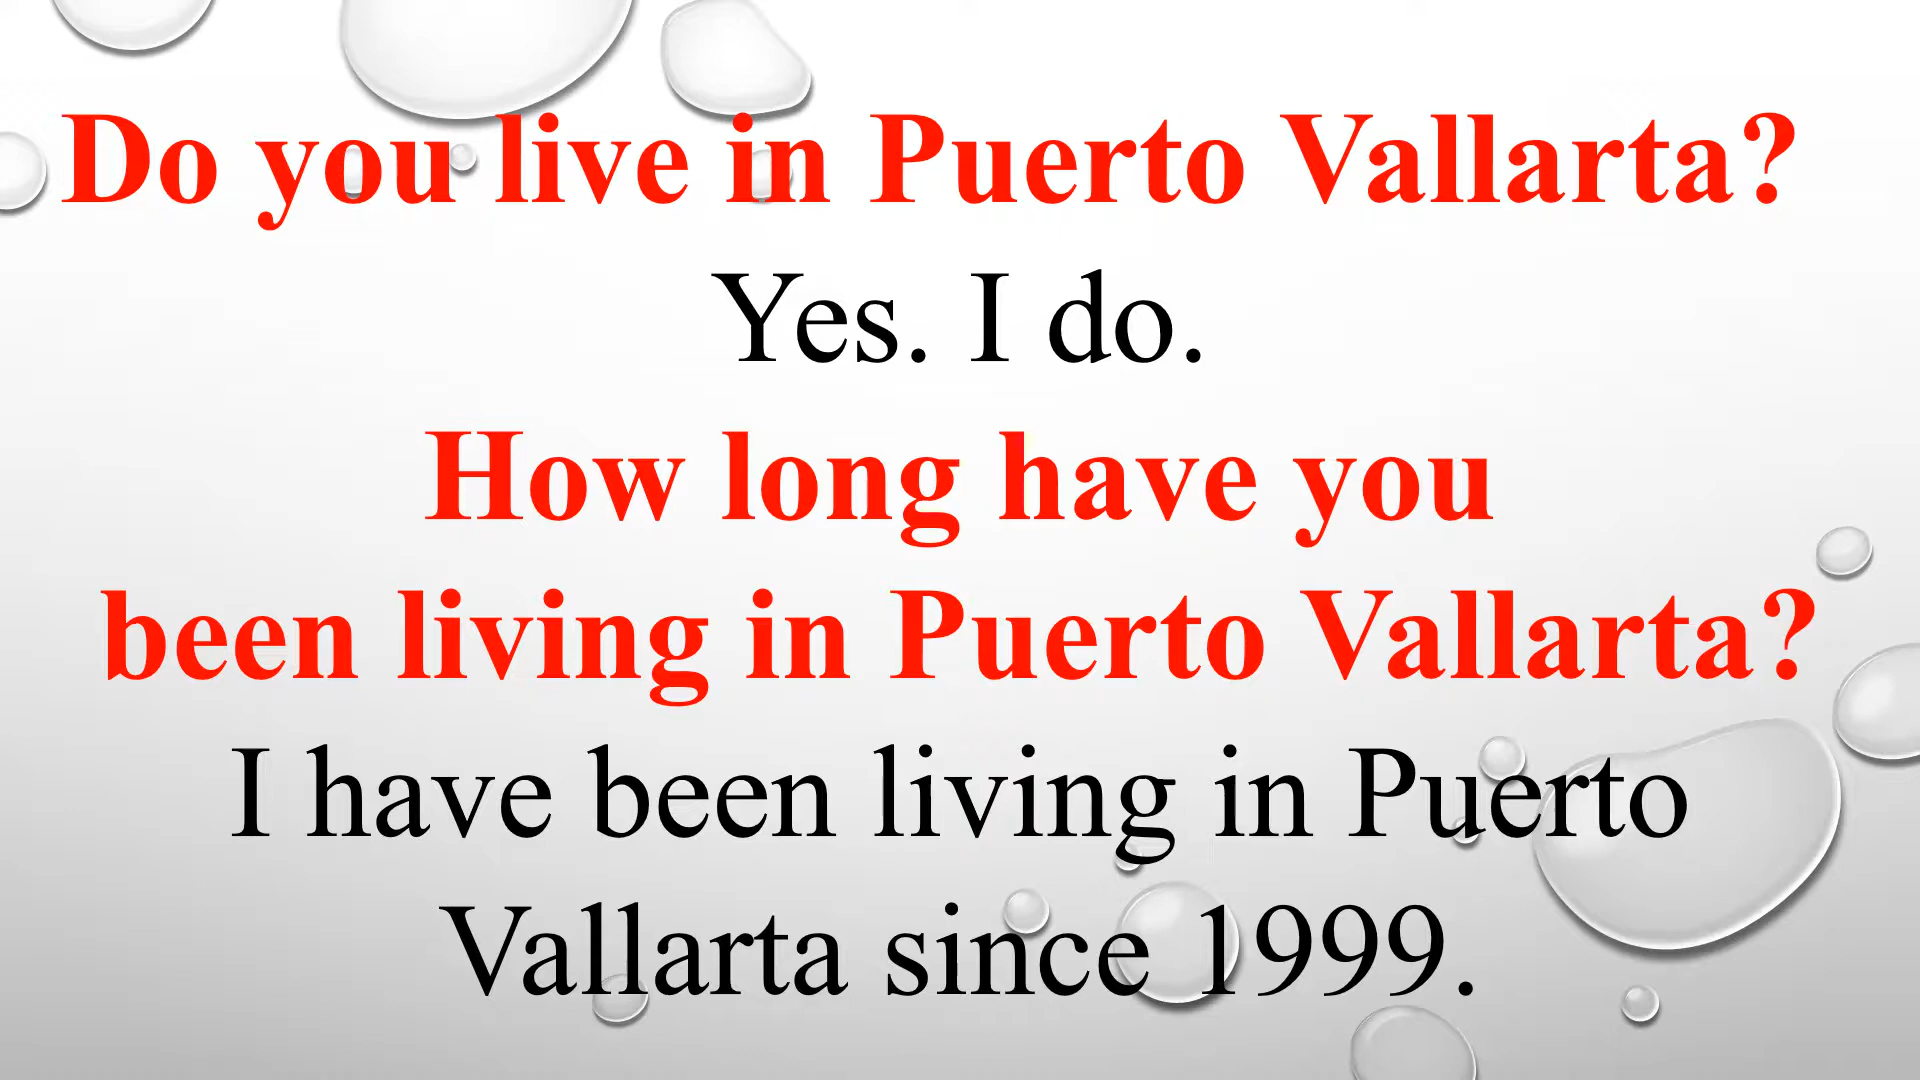 Do you live in Puerto Vallarta?
Yes. I do.
How long have you
been living in Puerto Vallarta?
I have been living in Puerto
Vallarta since 1999.